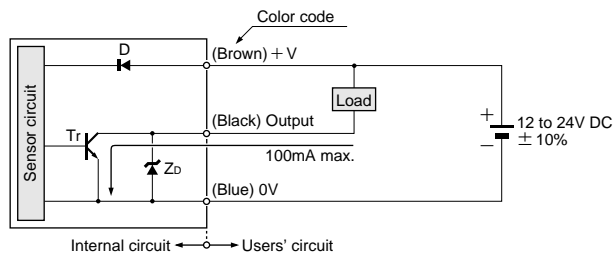 Color code
D
(Brown) + V
Sensor circuit
Load
Tr
(Black) Output
+
12 to 24V DC
± 10%
−
100mA max.
ZD
(Blue) 0V
Internal circuit
Users' circuit